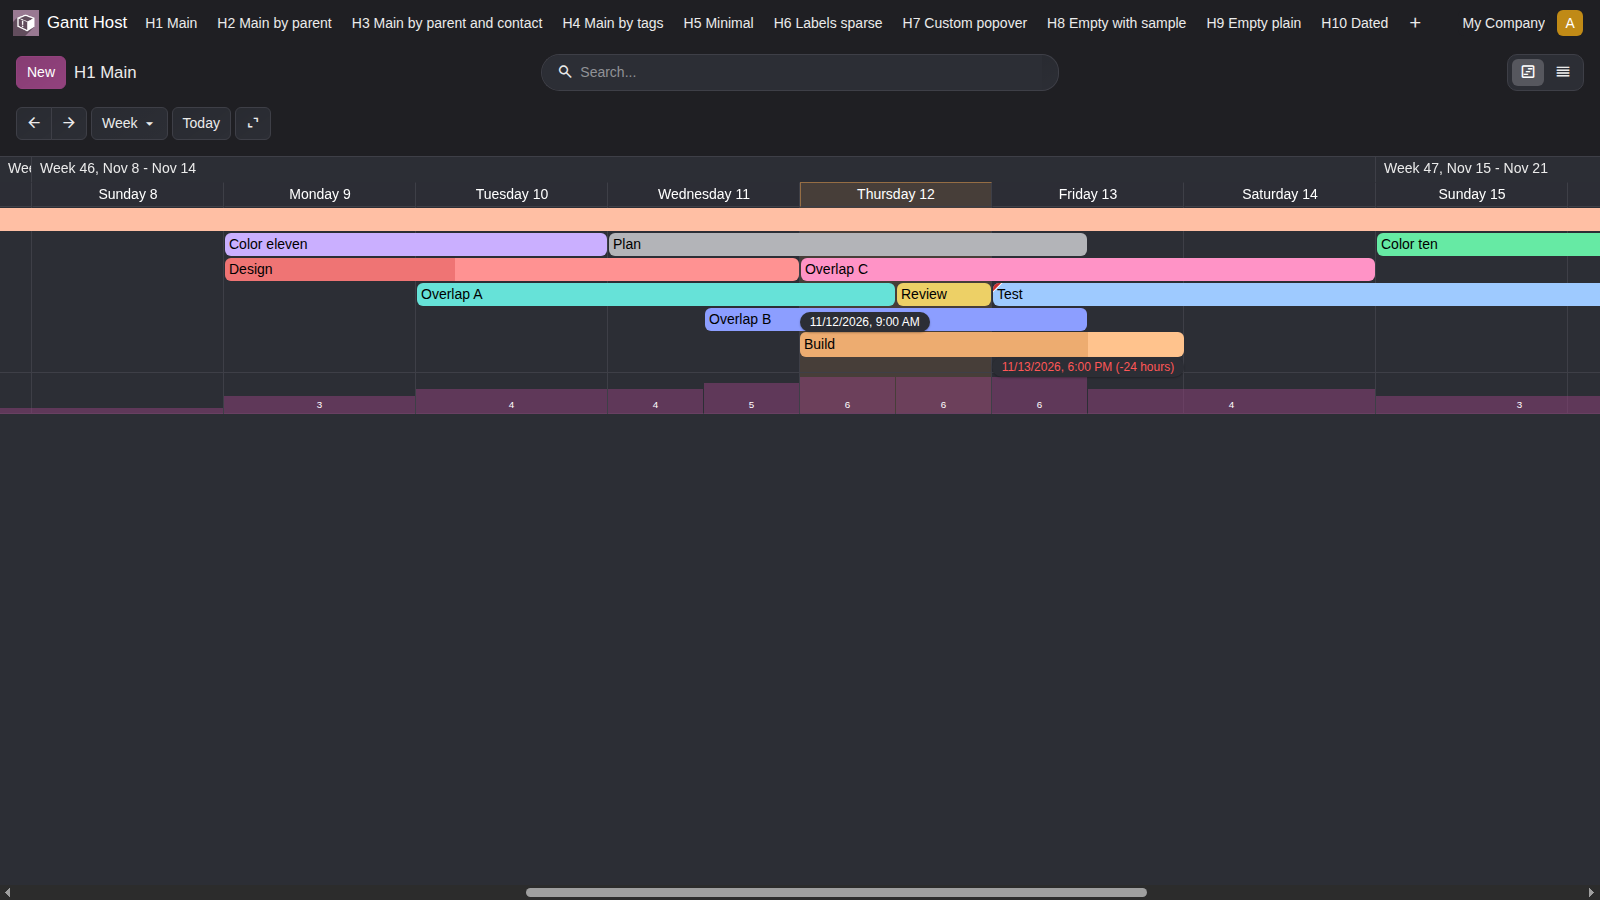 Gantt Host H1 Main H2 Main by parent H3 Main by parent and contact H4 Main by tags H5 Minimal H6 Labels sparse H7 Custom popover H8 Empty with sample H9 Empty plain H10 Dated + My Company A
New H1 Main Search...
Week Today
Wee Week 46, Nov 8 - Nov 14 Week 47, Nov 15 - Nov 21
Sunday 8 Monday 9 Tuesday 10 Wednesday 11 Thursday 12 Friday 13 Saturday 14 Sunday 15
Color eleven Plan Color ten
Design Overlap C
Overlap A Review Test
Overlap B 11/12/2026, 9:00 AM
Build
11/13/2026, 6:00 PM (-24 hours)
3 4 4 5 6 6 6 4 3